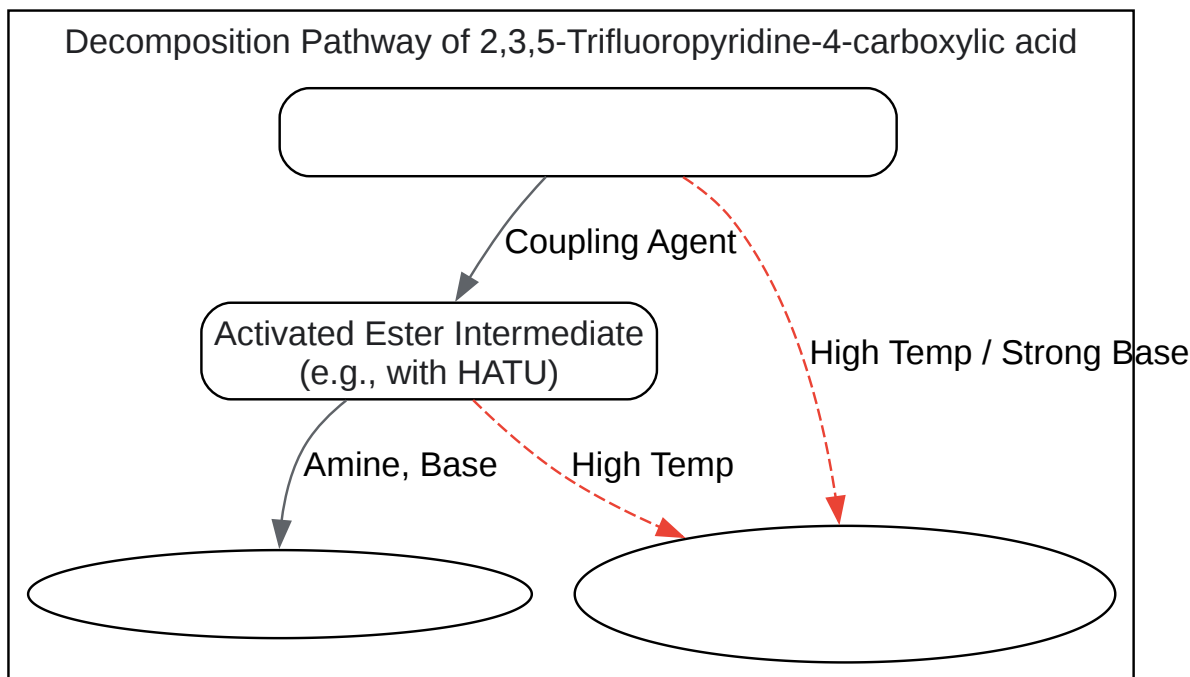 Decomposition Pathway of 2,3,5-Trifluoropyridine-4-carboxylic acid
Coupling Agent
Activated Ester Intermediate
(e.g., with HATU)
High Temp / Strong Base
Amine, Base
High Temp